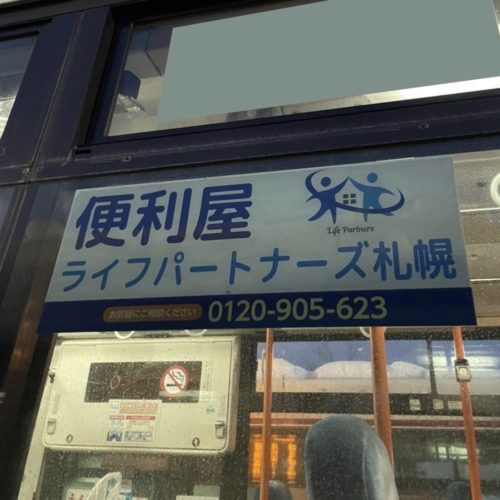 便利屋
Life Partners
ライフパートナーズ札幌
お気軽にご相談ください 0120-905-623